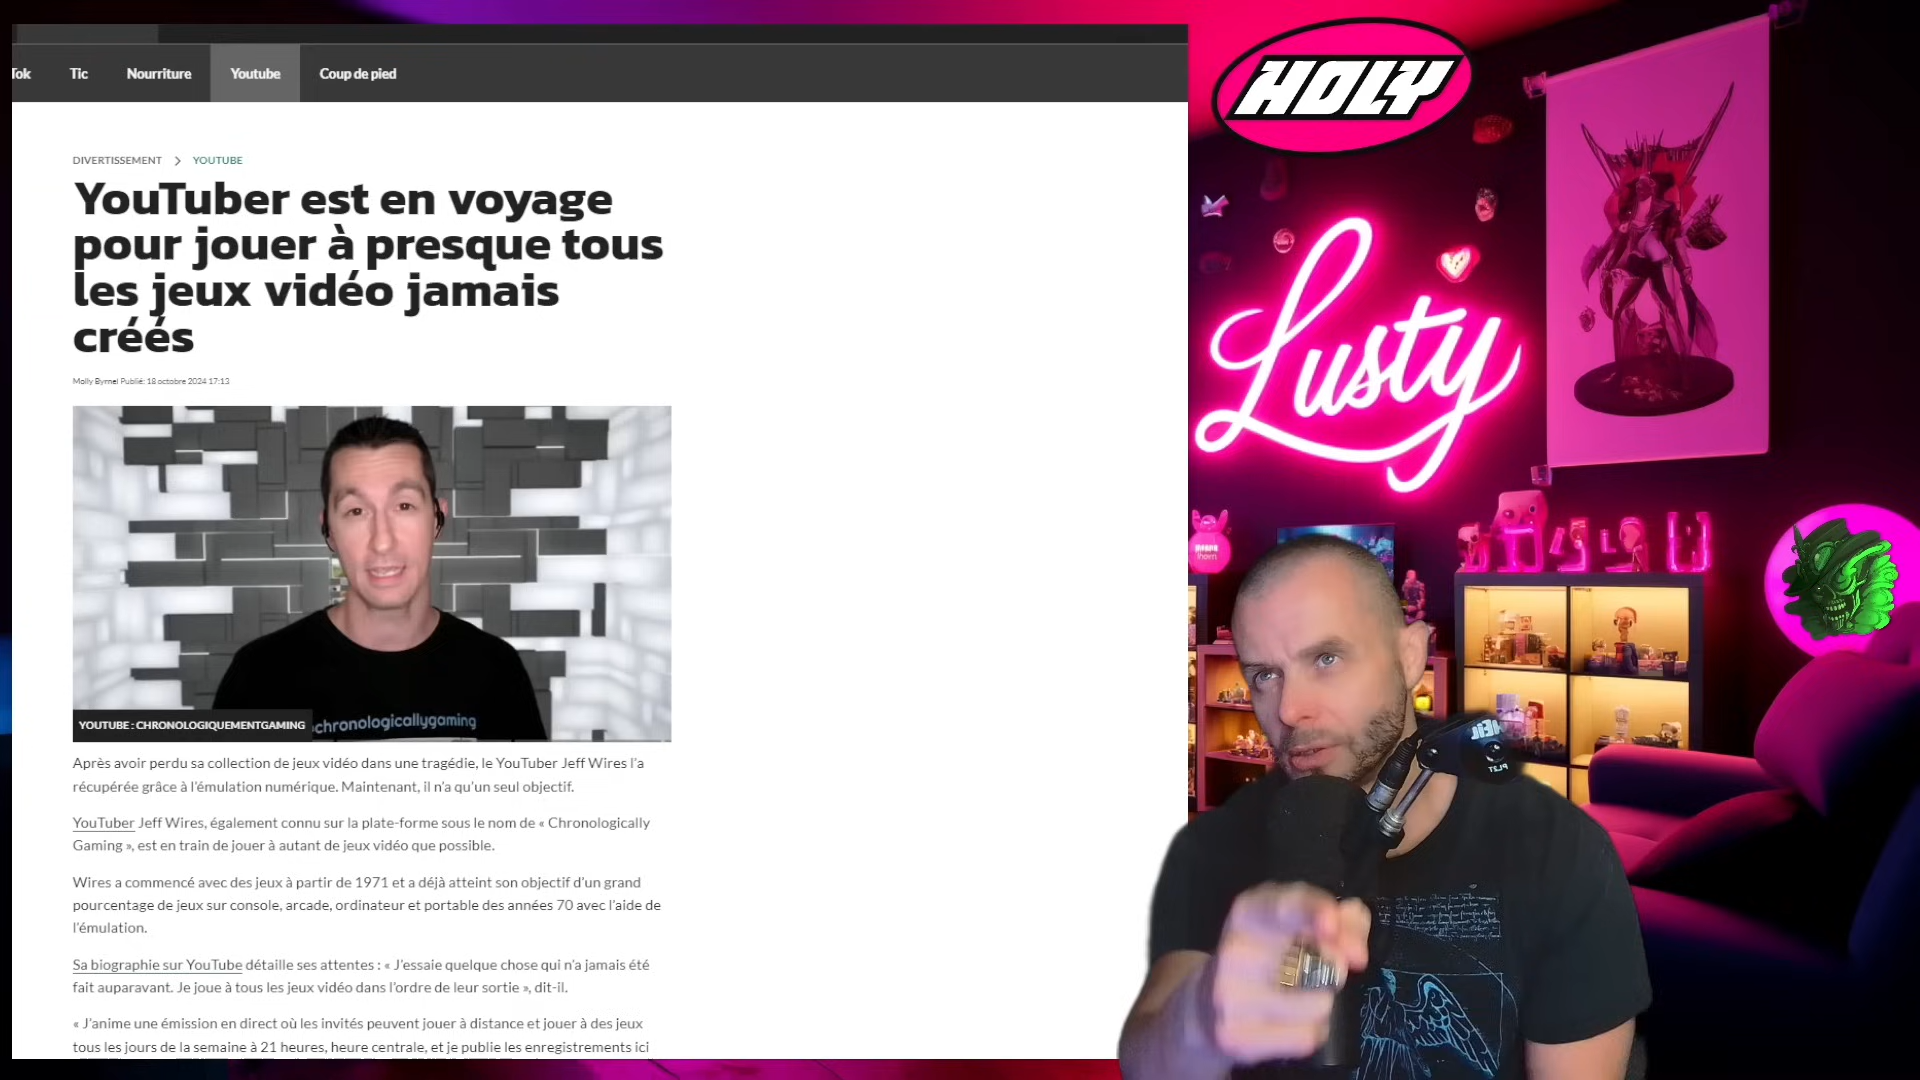 Tok
Tic
Nourriture
Youtube
Coup de pied
DIVERTISSEMENT
YOUTUBE
YouTuber est en voyage
pour jouer à presque tous
les jeux vidéo jamais
créés
Molly Byrne| Publié: 18 octobre 2024 17:13
chronologicallygaming
YOUTUBE : CHRONOLOGIQUEMENTGAMING
Après avoir perdu sa collection de jeux vidéo dans une tragédie, le YouTuber Jeff Wires l'a
récupérée grâce à l'émulation numérique. Maintenant, il n'a qu'un seul objectif.
YouTuber Jeff Wires, également connu sur la plate-forme sous le nom de « Chronologically
Gaming », est en train de jouer à autant de jeux vidéo que possible.
Wires a commencé avec des jeux à partir de 1971 et a déjà atteint son objectif d'un grand
pourcentage de jeux sur console, arcade, ordinateur et portable des années 70 avec l'aide de
l'émulation.
Sa biographie sur YouTube détaille ses attentes : « J'essaie quelque chose qui n'a jamais été
fait auparavant. Je joue à tous les jeux vidéo dans l'ordre de leur sortie », dit-il.
« J'anime une émission en direct où les invités peuvent jouer à distance et jouer à des jeux
tous les jours de la semaine à 21 heures, heure centrale, et je publie les enregistrements ici
HOLY
Lusty